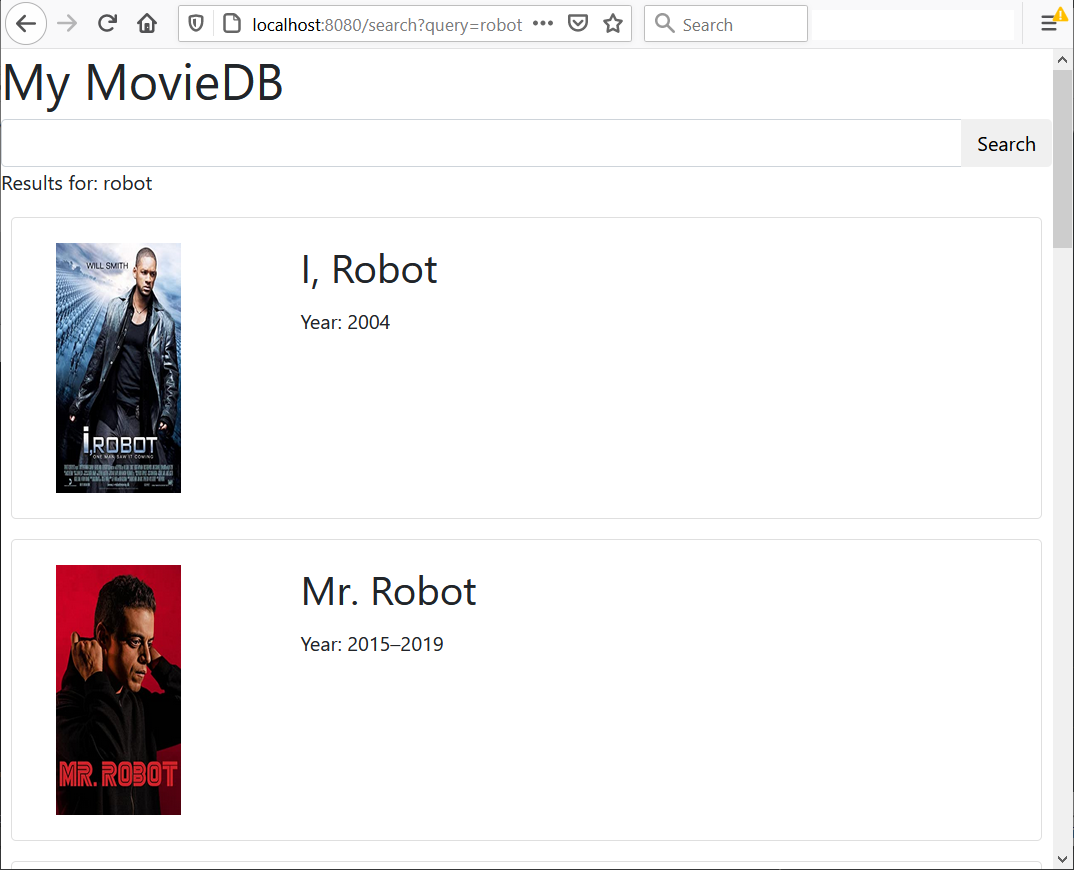 localhost:8080/search?query=robot
Search
My MovieDB
Search
Results for: robot
WILL SMITH
i,ROBOT
ONE MAN SAW IT COMING
I, Robot
Year: 2004
MR. ROBOT
Mr. Robot
Year: 2015–2019